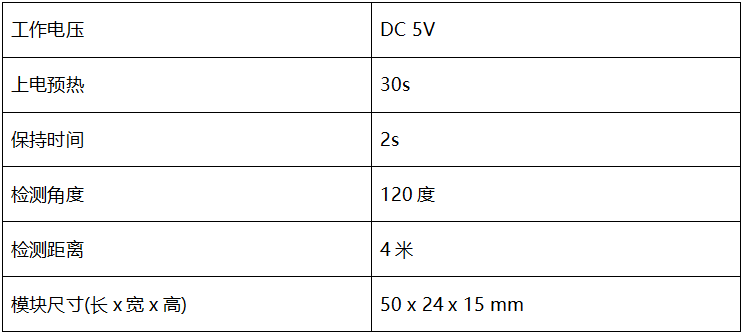 工作电压 DC 5V
上电预热 30s
保持时间 2s
检测角度 120 度
检测距离 4 米
模块尺寸(长 x 宽 x 高) 50 x 24 x 15 mm